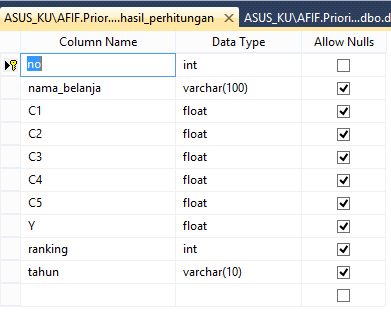 ASUS_KU\AFIF.Prior....hasil_perhitungan ASUS_KU\AFIF.Priori...dbo.d
Column Name Data Type Allow Nulls
no int
nama_belanja varchar(100)
C1 float
C2 float
C3 float
C4 float
C5 float
Y float
ranking int
tahun varchar(10)